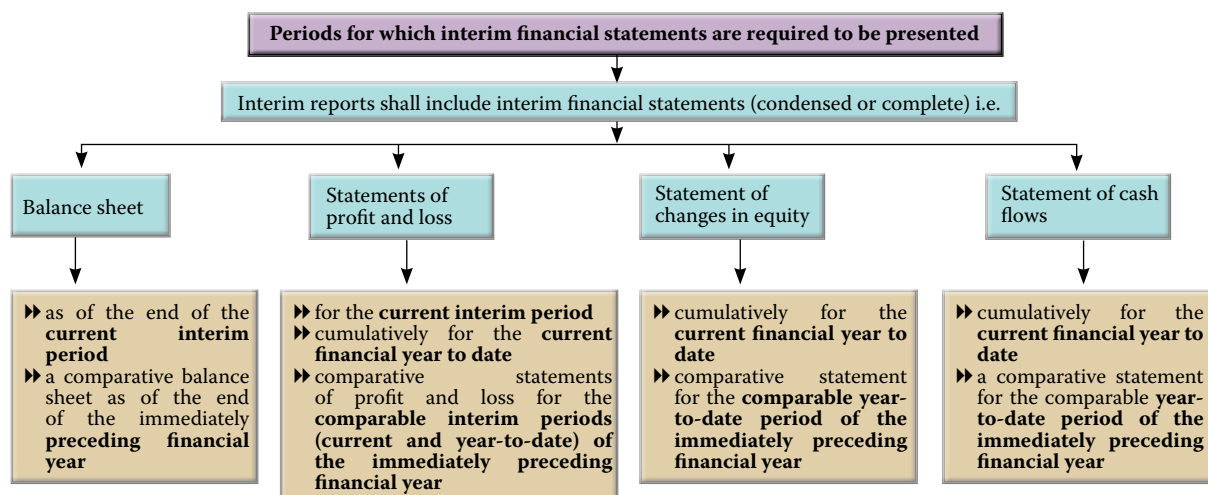 Periods for which interim financial statements are required to be presented
Interim reports shall include interim financial statements (condensed or complete) i.e.
Balance sheet
Statements of
profit and loss
Statement of
changes in equity
Statement of cash
flows
as of the end of the
current interim
period
a comparative balance
sheet as of the end
of the immediately
preceding financial
year
for the current interim period
cumulatively for the current
financial year to date
comparative statements
of profit and loss for the
comparable interim periods
(current and year-to-date) of
the immediately preceding
financial year
cumulatively for the
current financial year to
date
comparative statement
for the comparable year-
to-date period of the
immediately preceding
financial year
cumulatively for the
current financial year to
date
a comparative statement
for the comparable year-
to-date period of the
immediately preceding
financial year